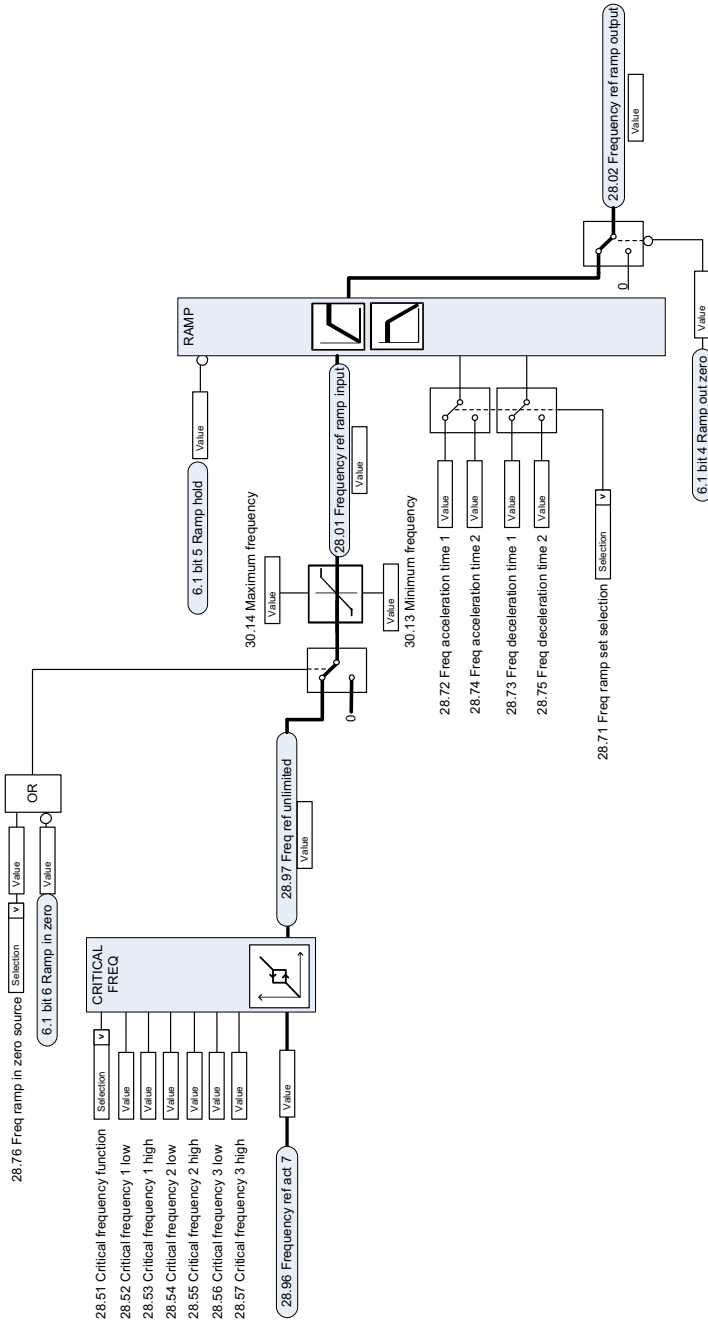 28.76 Freq ramp in zero source
Selection
v
Value
6.1 bit 6 Ramp in zero
Value
OR
28.51 Critical frequency function
Selection
v
28.52 Critical frequency 1 low
Value
28.53 Critical frequency 1 high
Value
28.54 Critical frequency 2 low
Value
28.55 Critical frequency 2 high
Value
28.56 Critical frequency 3 low
Value
28.57 Critical frequency 3 high
Value
28.96 Frequency ref act 7
Value
CRITICAL
FREQ
28.97 Freq ref unlimited
Value
0
30.14 Maximum frequency
Value
30.13 Minimum frequency
Value
6.1 bit 5 Ramp hold
Value
28.01 Frequency ref ramp input
Value
28.72 Freq acceleration time 1
Value
28.74 Freq acceleration time 2
Value
28.73 Freq deceleration time 1
Value
28.75 Freq deceleration time 2
Value
28.71 Freq ramp set selection
Selection
v
RAMP
0
6.1 bit 4 Ramp out zero
Value
28.02 Frequency ref ramp output
Value